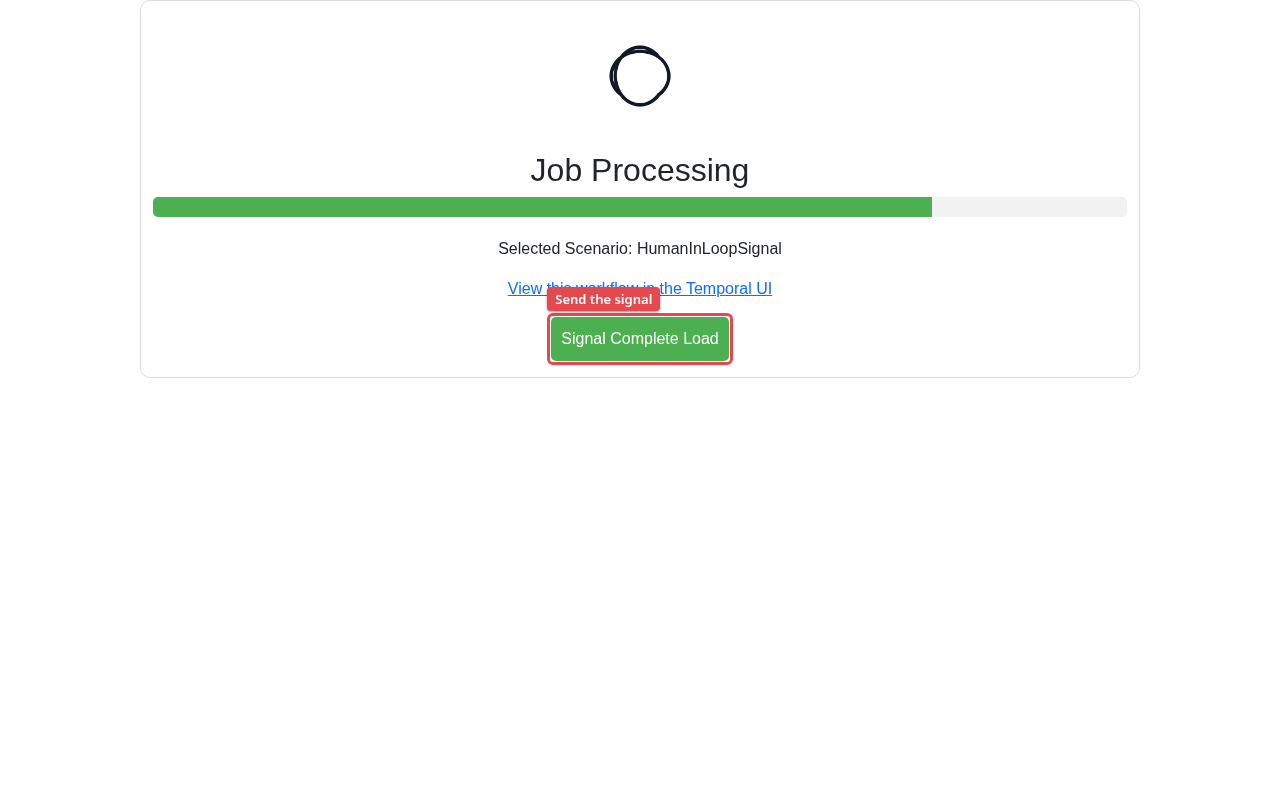 Job Processing
Selected Scenario: HumanInLoopSignal
View this workflow in the Temporal UI
Send the signal
Signal Complete Load